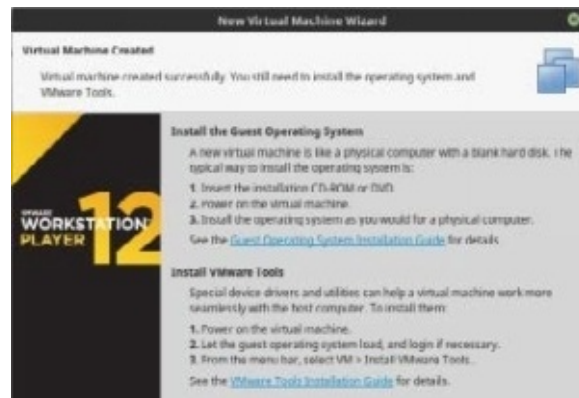 New Virtual Machine Wizard
Virtual Machine Created
Virtual machine created successfully. You still need to install the operating system and
VMware Tools.
Install the Guest Operating System
A new virtual machine is like a physical computer with a blank hard disk. The
typical way to install the operating system is:
1. Insert the installation CD-ROM or DVD.
2. Power on the virtual machine.
3. Install the operating system as you would for a physical computer.
See the Guest Operating System Installation Guide for details.
VMWARE
WORKSTATION
PLAYER 12
Install VMware Tools
Special device drivers and utilities can help a virtual machine work more
seamlessly with the host computer. To install them:
1. Power on the virtual machine.
2. Let the guest operating system load, and login if necessary.
3. From the menu bar, select VM > Install VMware Tools.
See the VMware Tools Installation Guide for details.